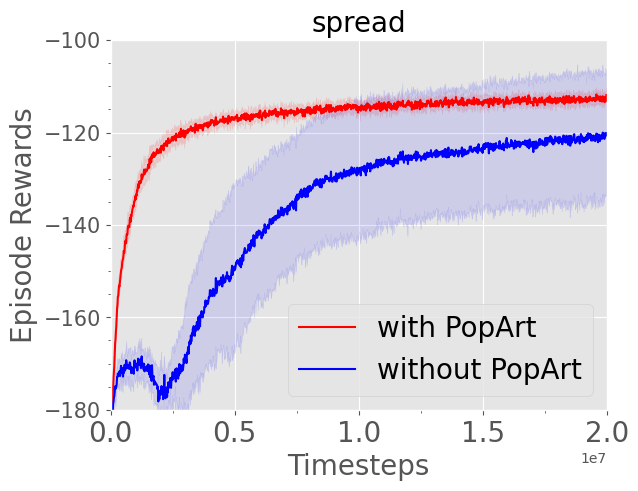 spread
Episode Rewards
−100
−120
−140
−160
−180
with PopArt
without PopArt
0.0 0.5 1.0 1.5 2.0
1e7
Timesteps